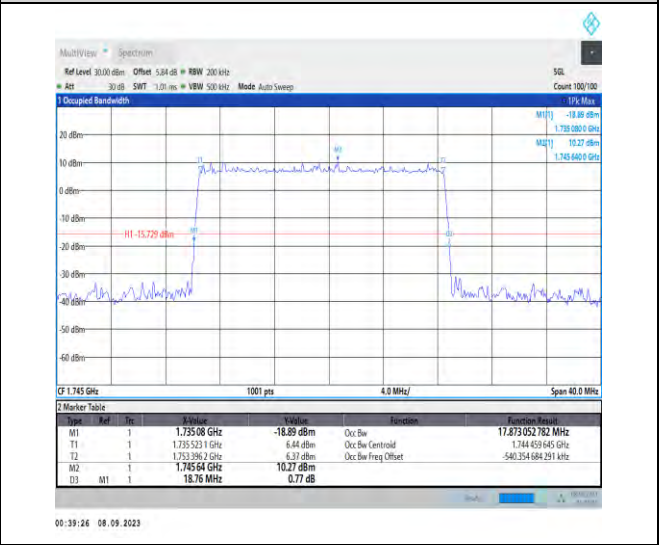 MultiView Spectrum
Ref Level 30.00 dBm Offset 5.84 dB RBW 200 kHz SGL
Att 30 dB SWT 1.01 ms VBW 500 kHz Mode Auto Sweep Count 100/100
1 Occupied Bandwidth 1Pk Max
M1[1] -18.89 dBm
1.735 080 0 GHz
M2[1] 10.27 dBm
1.745 640 0 GHz
20 dBm
M2
T1
10 dBm
0 dBm
-10 dBm
H1 -15.729 dBm M1 D3
-20 dBm
-30 dBm
-40 dBm
-50 dBm
-60 dBm
CF 1.745 GHz 1001 pts 4.0 MHz/ Span 40.0 MHz
2 Marker Table
Type Ref Trc X-Value Y-Value Function Function Result
M1 1 1.735 08 GHz -18.89 dBm Occ Bw 17.873 052 782 MHz
T1 1 1.735 523 1 GHz 6.44 dBm Occ Bw Centroid 1.744 459 645 GHz
T2 1 1.753 396 2 GHz 6.37 dBm Occ Bw Freq Offset -540.354 684 291 kHz
M2 1 1.745 64 GHz 10.27 dBm
D3 M1 1 18.76 MHz 0.77 dB
00:39:26 08.09.2023